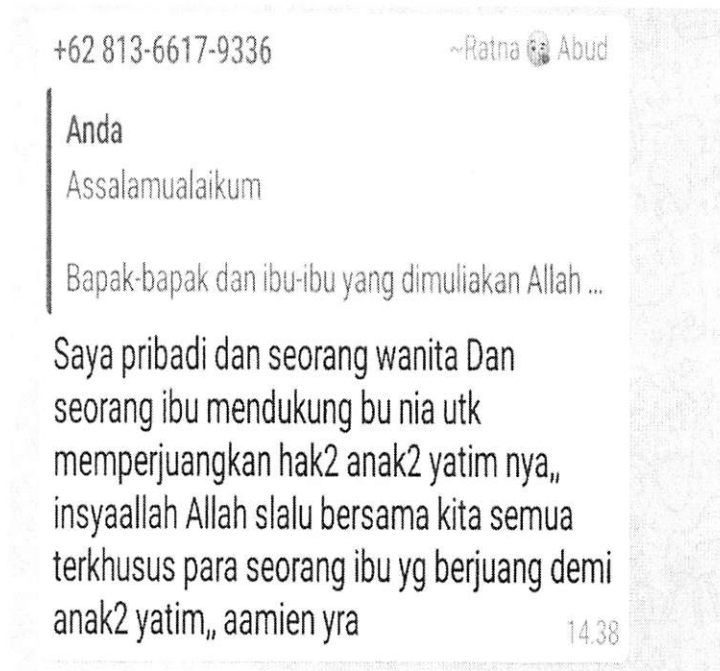 +62 813-6617-9336 ~Ratna 🤫 Abud
Anda
Assalamualaikum
Bapak-bapak dan ibu-ibu yang dimuliakan Allah ...
Saya pribadi dan seorang wanita Dan
seorang ibu mendukung bu nia utk
memperjuangkan hak2 anak2 yatim nya,,
insyaallah Allah slalu bersama kita semua
terkhusus para seorang ibu yg berjuang demi
anak2 yatim,, aamien yra
14.38